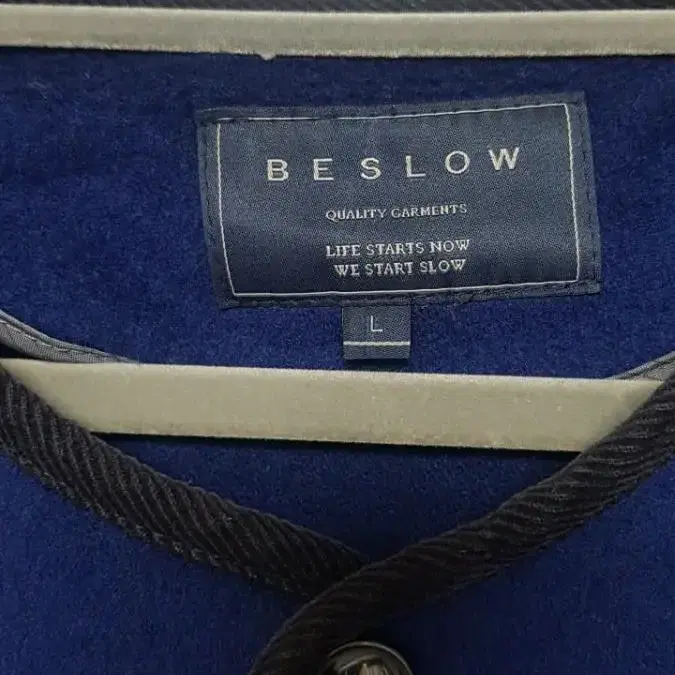 BESLOW
QUALITY GARMENTS
LIFE STARTS NOW
WE START SLOW
L